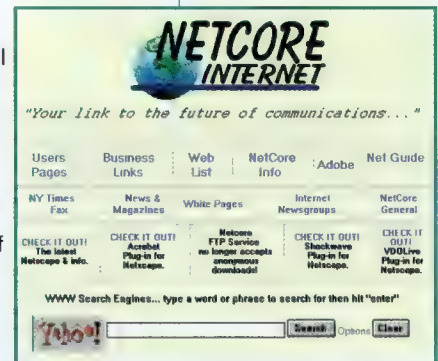 NETCORE
INTERNET
"Your link to the future of communications..."
Users Pages
Business Links
Web List
NetCore Info
Adobe
Net Guide
NY Times Fax
News & Magazines
White Pages
Internet Newsgroups
NetCore General
CHECK IT OUT!
The latest
Netscape & info.
CHECK IT OUT!
Acrobat
Plug-in for
Netscape.
Netcore
FTP Service
no longer accepts
anonymous
downloads!
CHECK IT OUT!
Shockwave
Plug-in for
Netscape.
CHECK IT
OUT!
VDOLive
Plug-in for
Netscape.
WWW Search Engines... type a word or phrase to search for then hit "enter"
Yahoo!
Search
Options
Clear